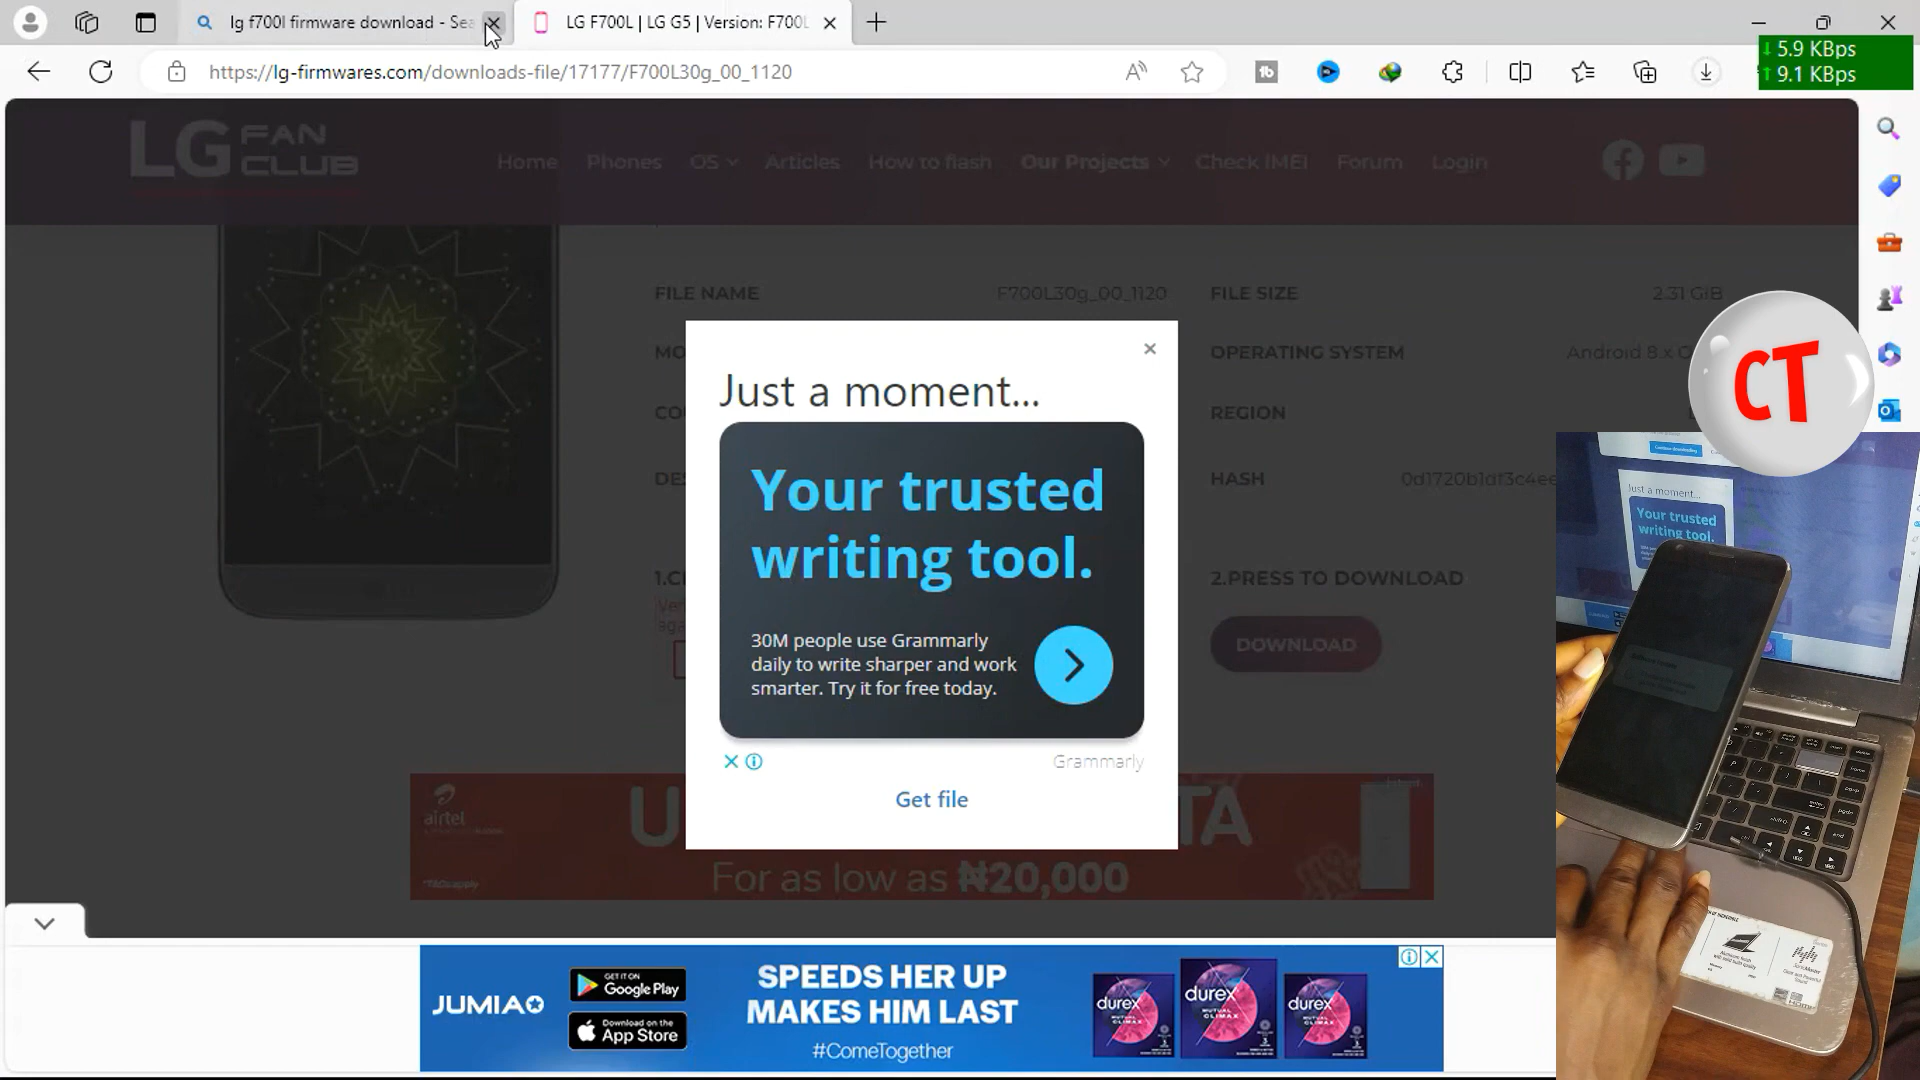 lg f700l firmware download - Sea
LG F700L | LG G5 | Version: F700L
5.9 KBps
9.1 KBps
https://lg-firmwares.com/downloads-file/17177/F700L30g_00_1120
LG FAN CLUB
Home Phones OS Articles How to flash Our Projects Check IMEI Forum Login
FILE NAME F700L30g_00_1120 FILE SIZE 2.31 GiB
OPERATING SYSTEM Android 8.x O
REGION
HASH 0d1720b1df3c4ee
2.PRESS TO DOWNLOAD
DOWNLOAD
Just a moment...
Your trusted
writing tool.
30M people use Grammarly
daily to write sharper and work
smarter. Try it for free today.
Grammarly
Get file
airtel
For as low as ₦20,000
JUMIA
GET IT ON
Google Play
Download on the
App Store
SPEEDS HER UP
MAKES HIM LAST
#ComeTogether
durex
durex
durex
CT
Just a moment...
Your trusted
writing tool.